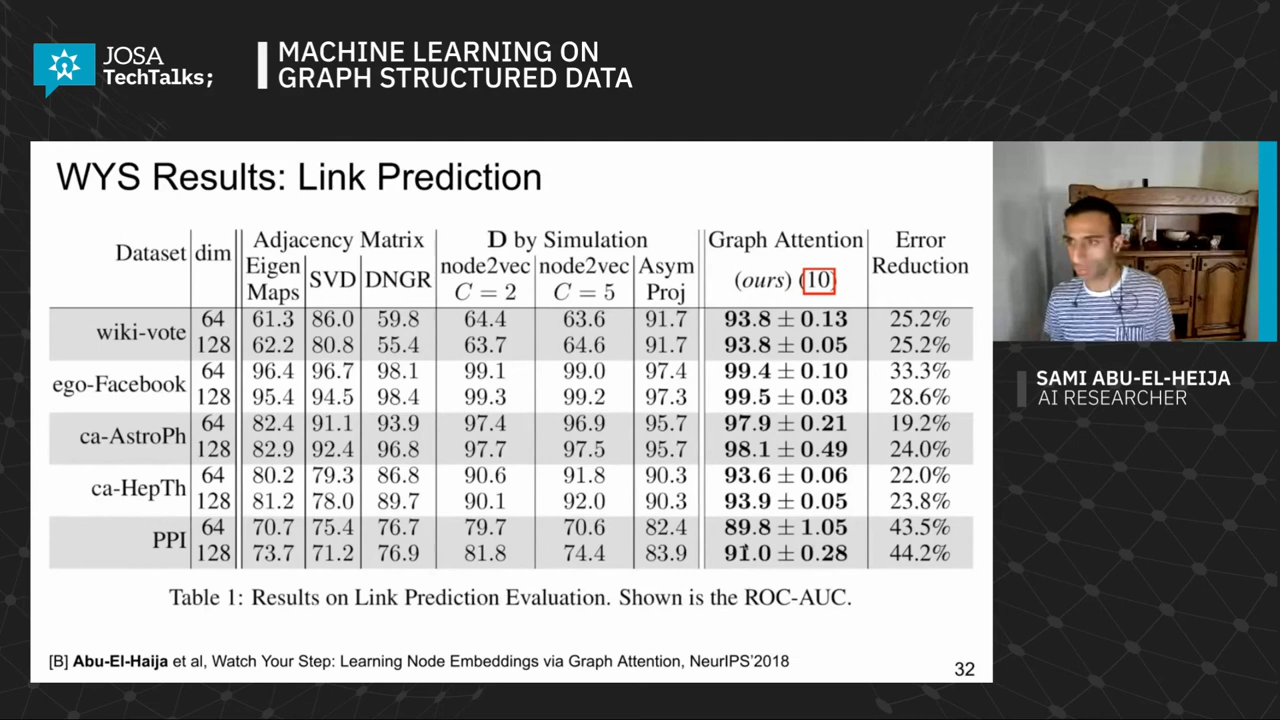 JOSA
TechTalks;
MACHINE LEARNING ON
GRAPH STRUCTURED DATA
WYS Results: Link Prediction
Dataset dim Adjacency Matrix D by Simulation Graph Attention Error
Eigen Maps SVD DNGR node2vec C = 2 node2vec C = 5 Asym Proj (ours) (10) Reduction
wiki-vote 64 61.3 86.0 59.8 64.4 63.6 91.7 93.8 ± 0.13 25.2%
128 62.2 80.8 55.4 63.7 64.6 91.7 93.8 ± 0.05 25.2%
ego-Facebook 64 96.4 96.7 98.1 99.1 99.0 97.4 99.4 ± 0.10 33.3%
128 95.4 94.5 98.4 99.3 99.2 97.3 99.5 ± 0.03 28.6%
ca-AstroPh 64 82.4 91.1 93.9 97.4 96.9 95.7 97.9 ± 0.21 19.2%
128 82.9 92.4 96.8 97.7 97.5 95.7 98.1 ± 0.49 24.0%
ca-HepTh 64 80.2 79.3 86.8 90.6 91.8 90.3 93.6 ± 0.06 22.0%
128 81.2 78.0 89.7 90.1 92.0 90.3 93.9 ± 0.05 23.8%
PPI 64 70.7 75.4 76.7 79.7 70.6 82.4 89.8 ± 1.05 43.5%
128 73.7 71.2 76.9 81.8 74.4 83.9 91.0 ± 0.28 44.2%
Table 1: Results on Link Prediction Evaluation. Shown is the ROC-AUC.
[B] Abu-El-Haija et al, Watch Your Step: Learning Node Embeddings via Graph Attention, NeurIPS'2018
32
SAMI ABU-EL-HEIJA
AI RESEARCHER